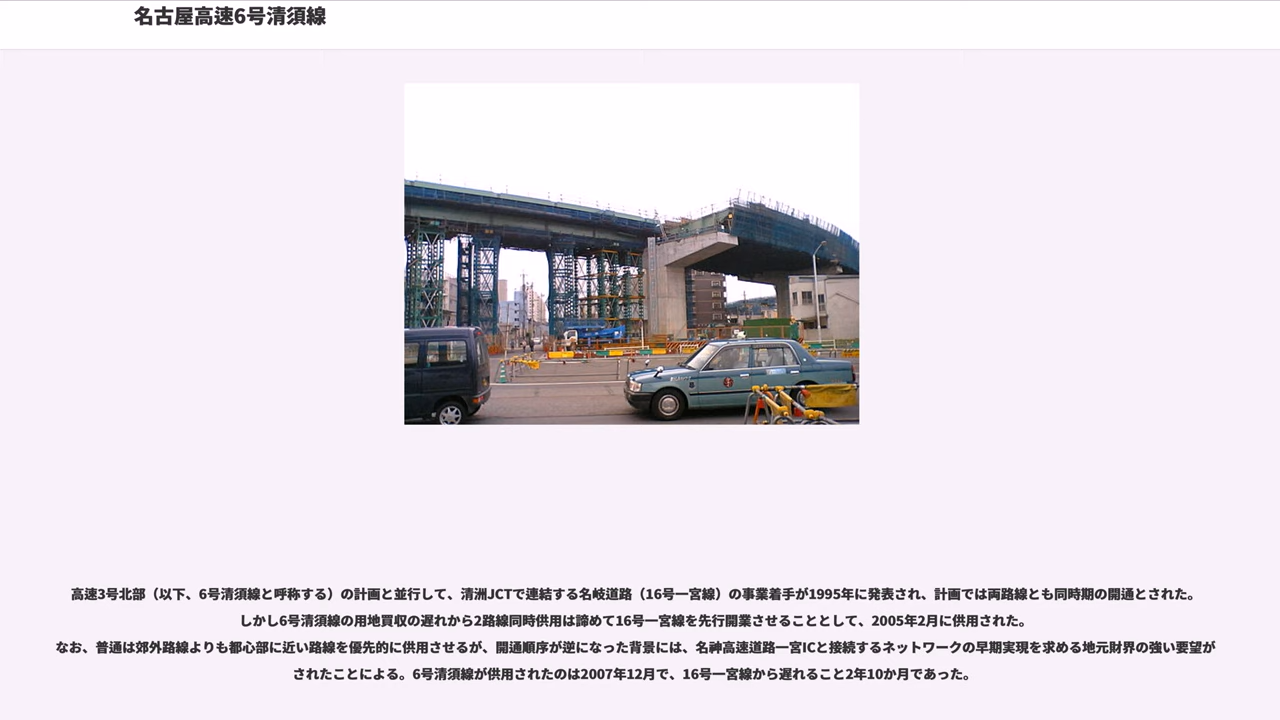 名古屋高速6号清須線
高速3号北部（以下、6号清須線と呼称する）の計画と並行して、清洲JCTで連結する名岐道路（16号一宮線）の事業着手が1995年に発表され、計画では両路線とも同時期の開通とされた。
しかし6号清須線の用地買収の遅れから2路線同時供用は諦めて16号一宮線を先行開業させることとして、2005年2月に供用された。
なお、普通は郊外路線よりも都心部に近い路線を優先的に供用させるが、開通順序が逆になった背景には、名神高速道路一宮ICと接続するネットワークの早期実現を求める地元財界の強い要望が
されたことによる。6号清須線が供用されたのは2007年12月で、16号一宮線から遅れること2年10か月であった。